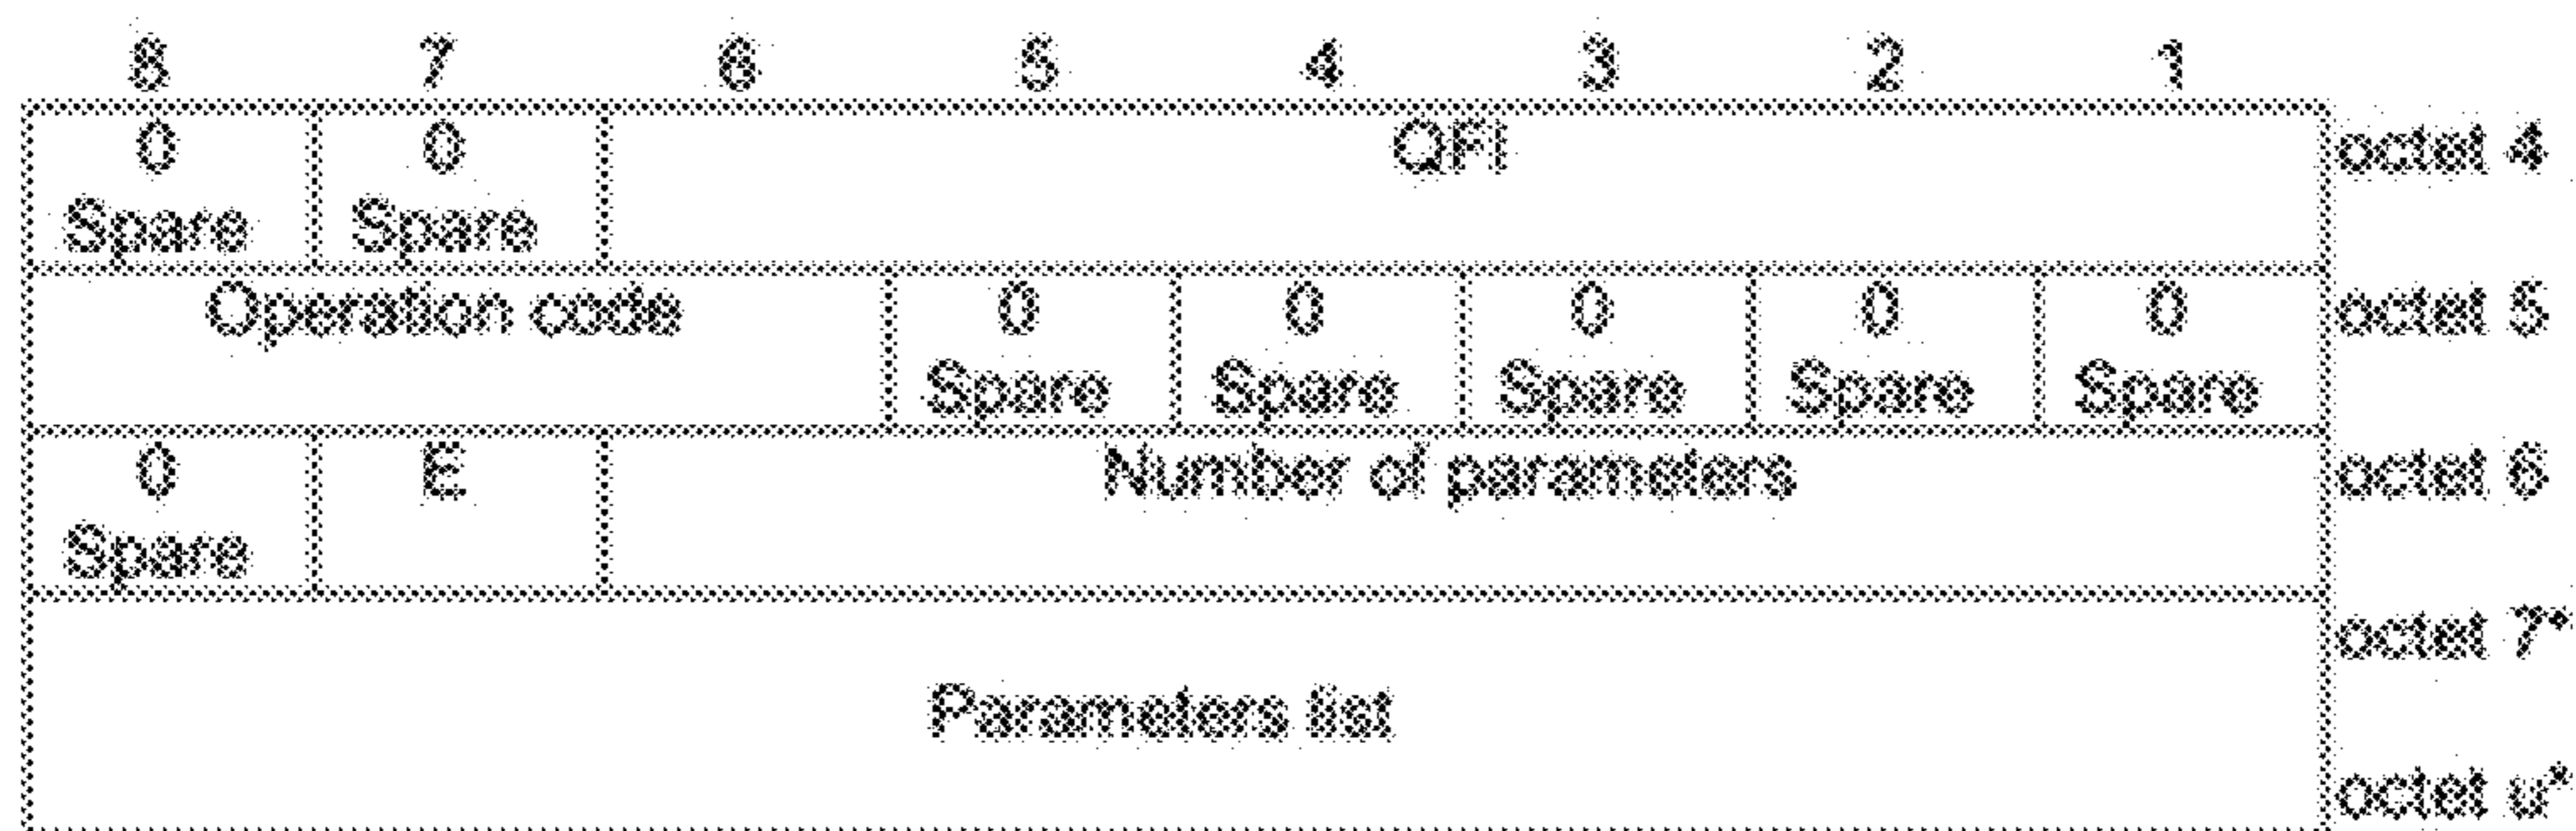 8 7 6 5 4 3 2 1
0 0 QFI octet 4
Spare Spare
Operation code 0 0 0 0 0 octet 5
Spare Spare Spare Spare Spare
0 E Number of parameters octet 6
Spare
octet 7*
Parameters list
octet u*